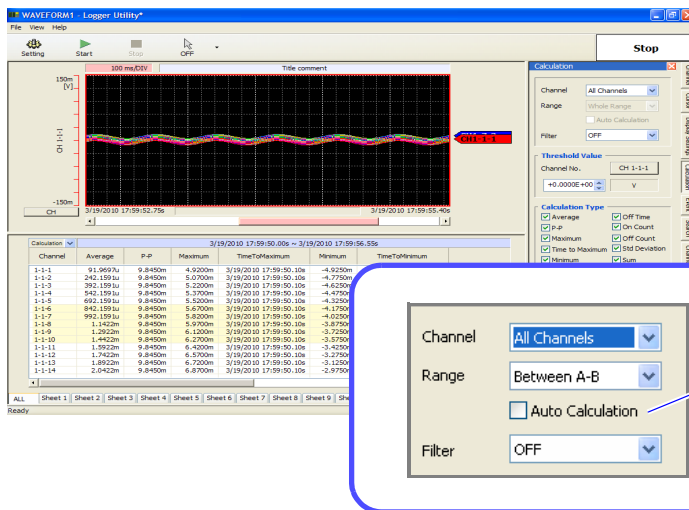 WAVEFORM1 - Logger Utility*
File View Help
Setting Start Stop OFF
Stop
100 ms/DIV Title comment
150m
[V]
CH 1-1-1
-150m
CH1-1-1
CH 3/19/2010 17:59:52.75s 3/19/2010 17:59:55.40s
Calculation
Channel All Channels
Range Whole Range
Auto Calculation
Filter OFF
Threshold Value
Channel No. CH 1-1-1
+0.0000E+00 V
Calculation Type
Average Off Time
P-P On Count
Maximum Off Count
Time to Maximum Std Deviation
Minimum Sum
Display Settings
Calculation
Search
Calculation 3/19/2010 17:59:50.00s ~ 3/19/2010 17:59:56.55s
Channel Average P-P Maximum TimeToMaximum Minimum TimeToMinimum
1-1-1 91.9697u 9.8450m 4.9200m 3/19/2010 17:59:50.10s -4.9250m
1-1-2 242.1591u 9.8450m 5.0700m 3/19/2010 17:59:50.10s -4.7750m
1-1-3 392.1591u 9.8450m 5.2200m 3/19/2010 17:59:50.10s -4.6250m
1-1-4 542.1591u 9.8450m 5.3700m 3/19/2010 17:59:50.10s -4.4750m
1-1-5 692.1591u 9.8450m 5.5200m 3/19/2010 17:59:50.10s -4.3250m
1-1-6 842.1591u 9.8450m 5.6700m 3/19/2010 17:59:50.10s -4.1750m
1-1-7 992.1591u 9.8450m 5.8200m 3/19/2010 17:59:50.10s -4.0250m
1-1-8 1.1422m 9.8450m 5.9700m 3/19/2010 17:59:50.10s -3.8750m
1-1-9 1.2922m 9.8450m 6.1200m 3/19/2010 17:59:50.10s -3.7250m
1-1-10 1.4422m 9.8450m 6.2700m 3/19/2010 17:59:50.10s -3.5750m
1-1-11 1.5922m 9.8450m 6.4200m 3/19/2010 17:59:50.10s -3.4250m
1-1-12 1.7422m 9.8450m 6.5700m 3/19/2010 17:59:50.10s -3.2750m
1-1-13 1.8922m 9.8450m 6.7200m 3/19/2010 17:59:50.10s -3.1250m
1-1-14 2.0422m 9.8450m 6.8700m 3/19/2010 17:59:50.10s -2.9750m
ALL Sheet 1 Sheet 2 Sheet 3 Sheet 4 Sheet 5 Sheet 6 Sheet 7 Sheet 8 Sheet 9
Ready
Channel All Channels
Range Between A-B
Auto Calculation
Filter OFF